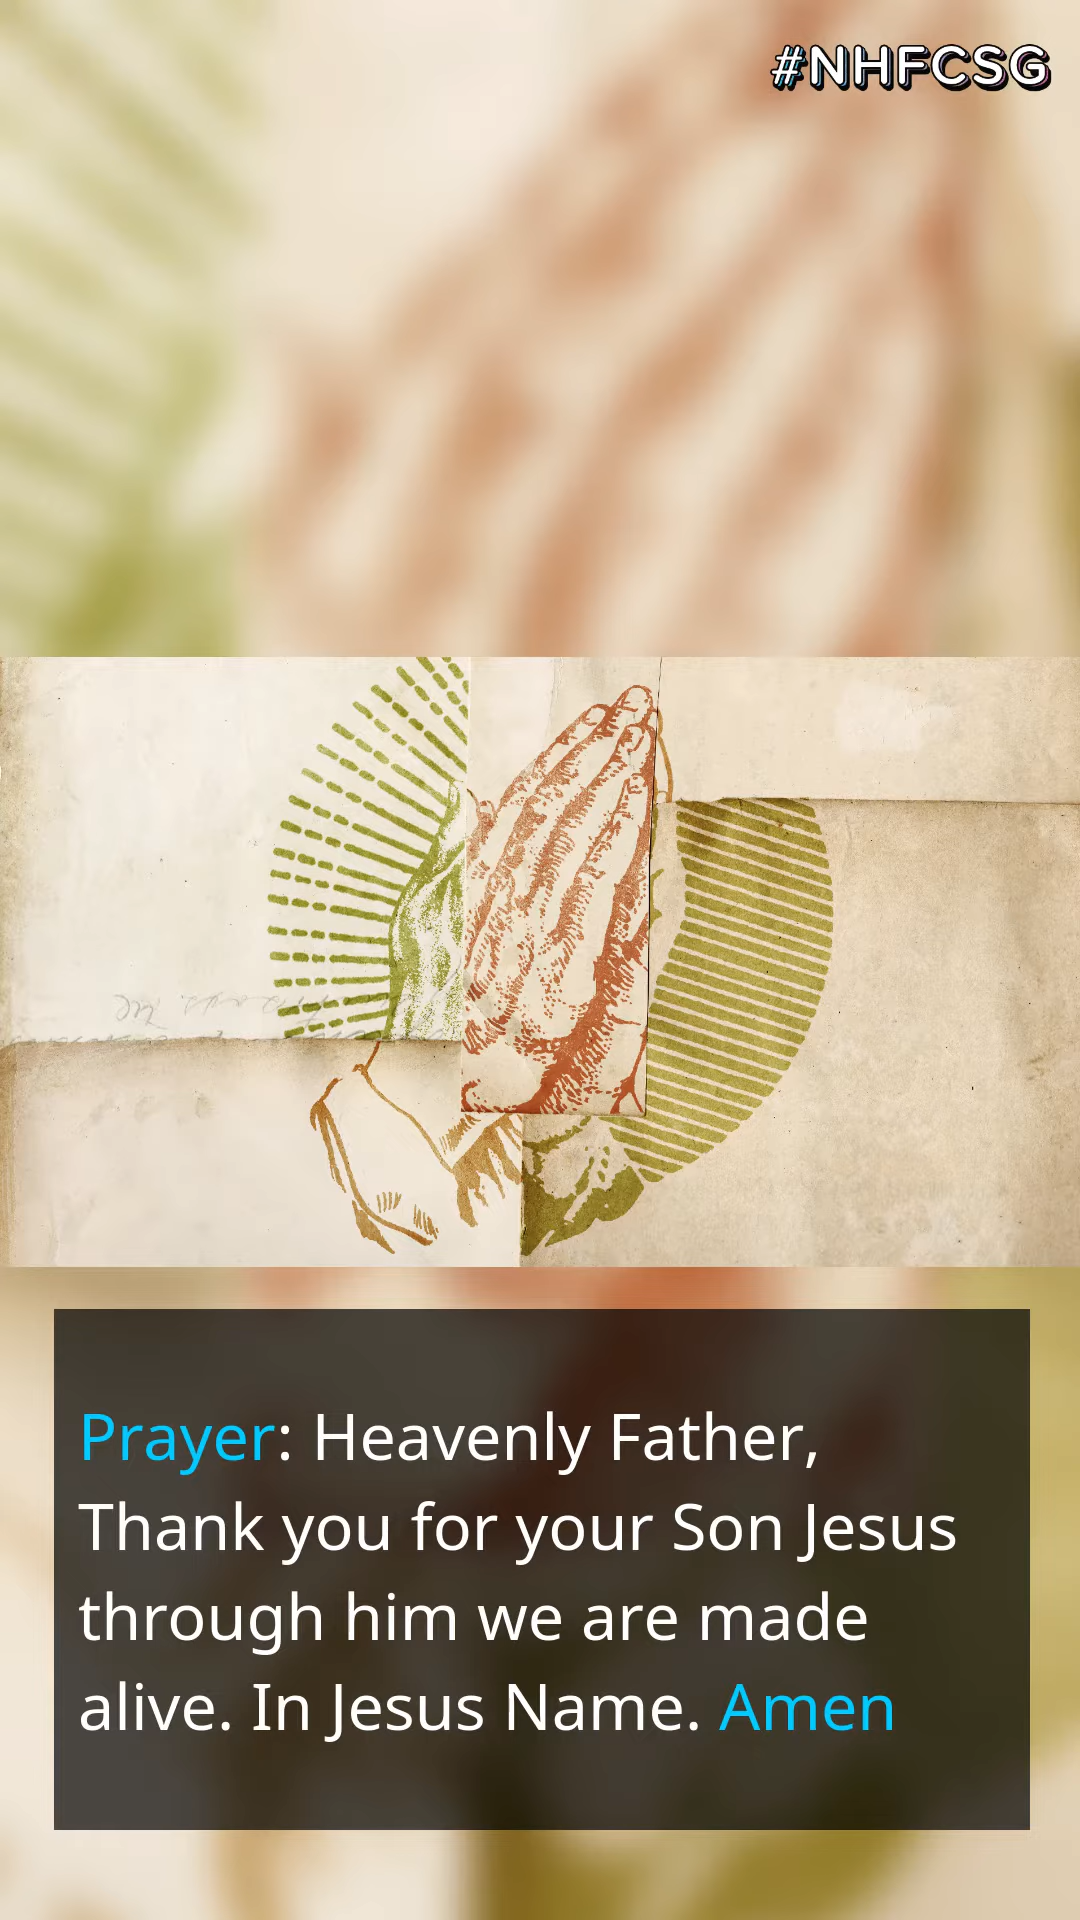 #NHFCSG
Prayer: Heavenly Father,
Thank you for your Son Jesus
through him we are made
alive. In Jesus Name. Amen